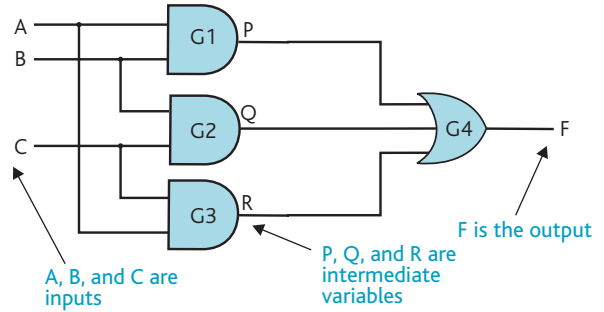 A
B
C
G1
P
G2
Q
G3
R
G4
F
A, B, and C are
inputs
P, Q, and R are
intermediate
variables
F is the output